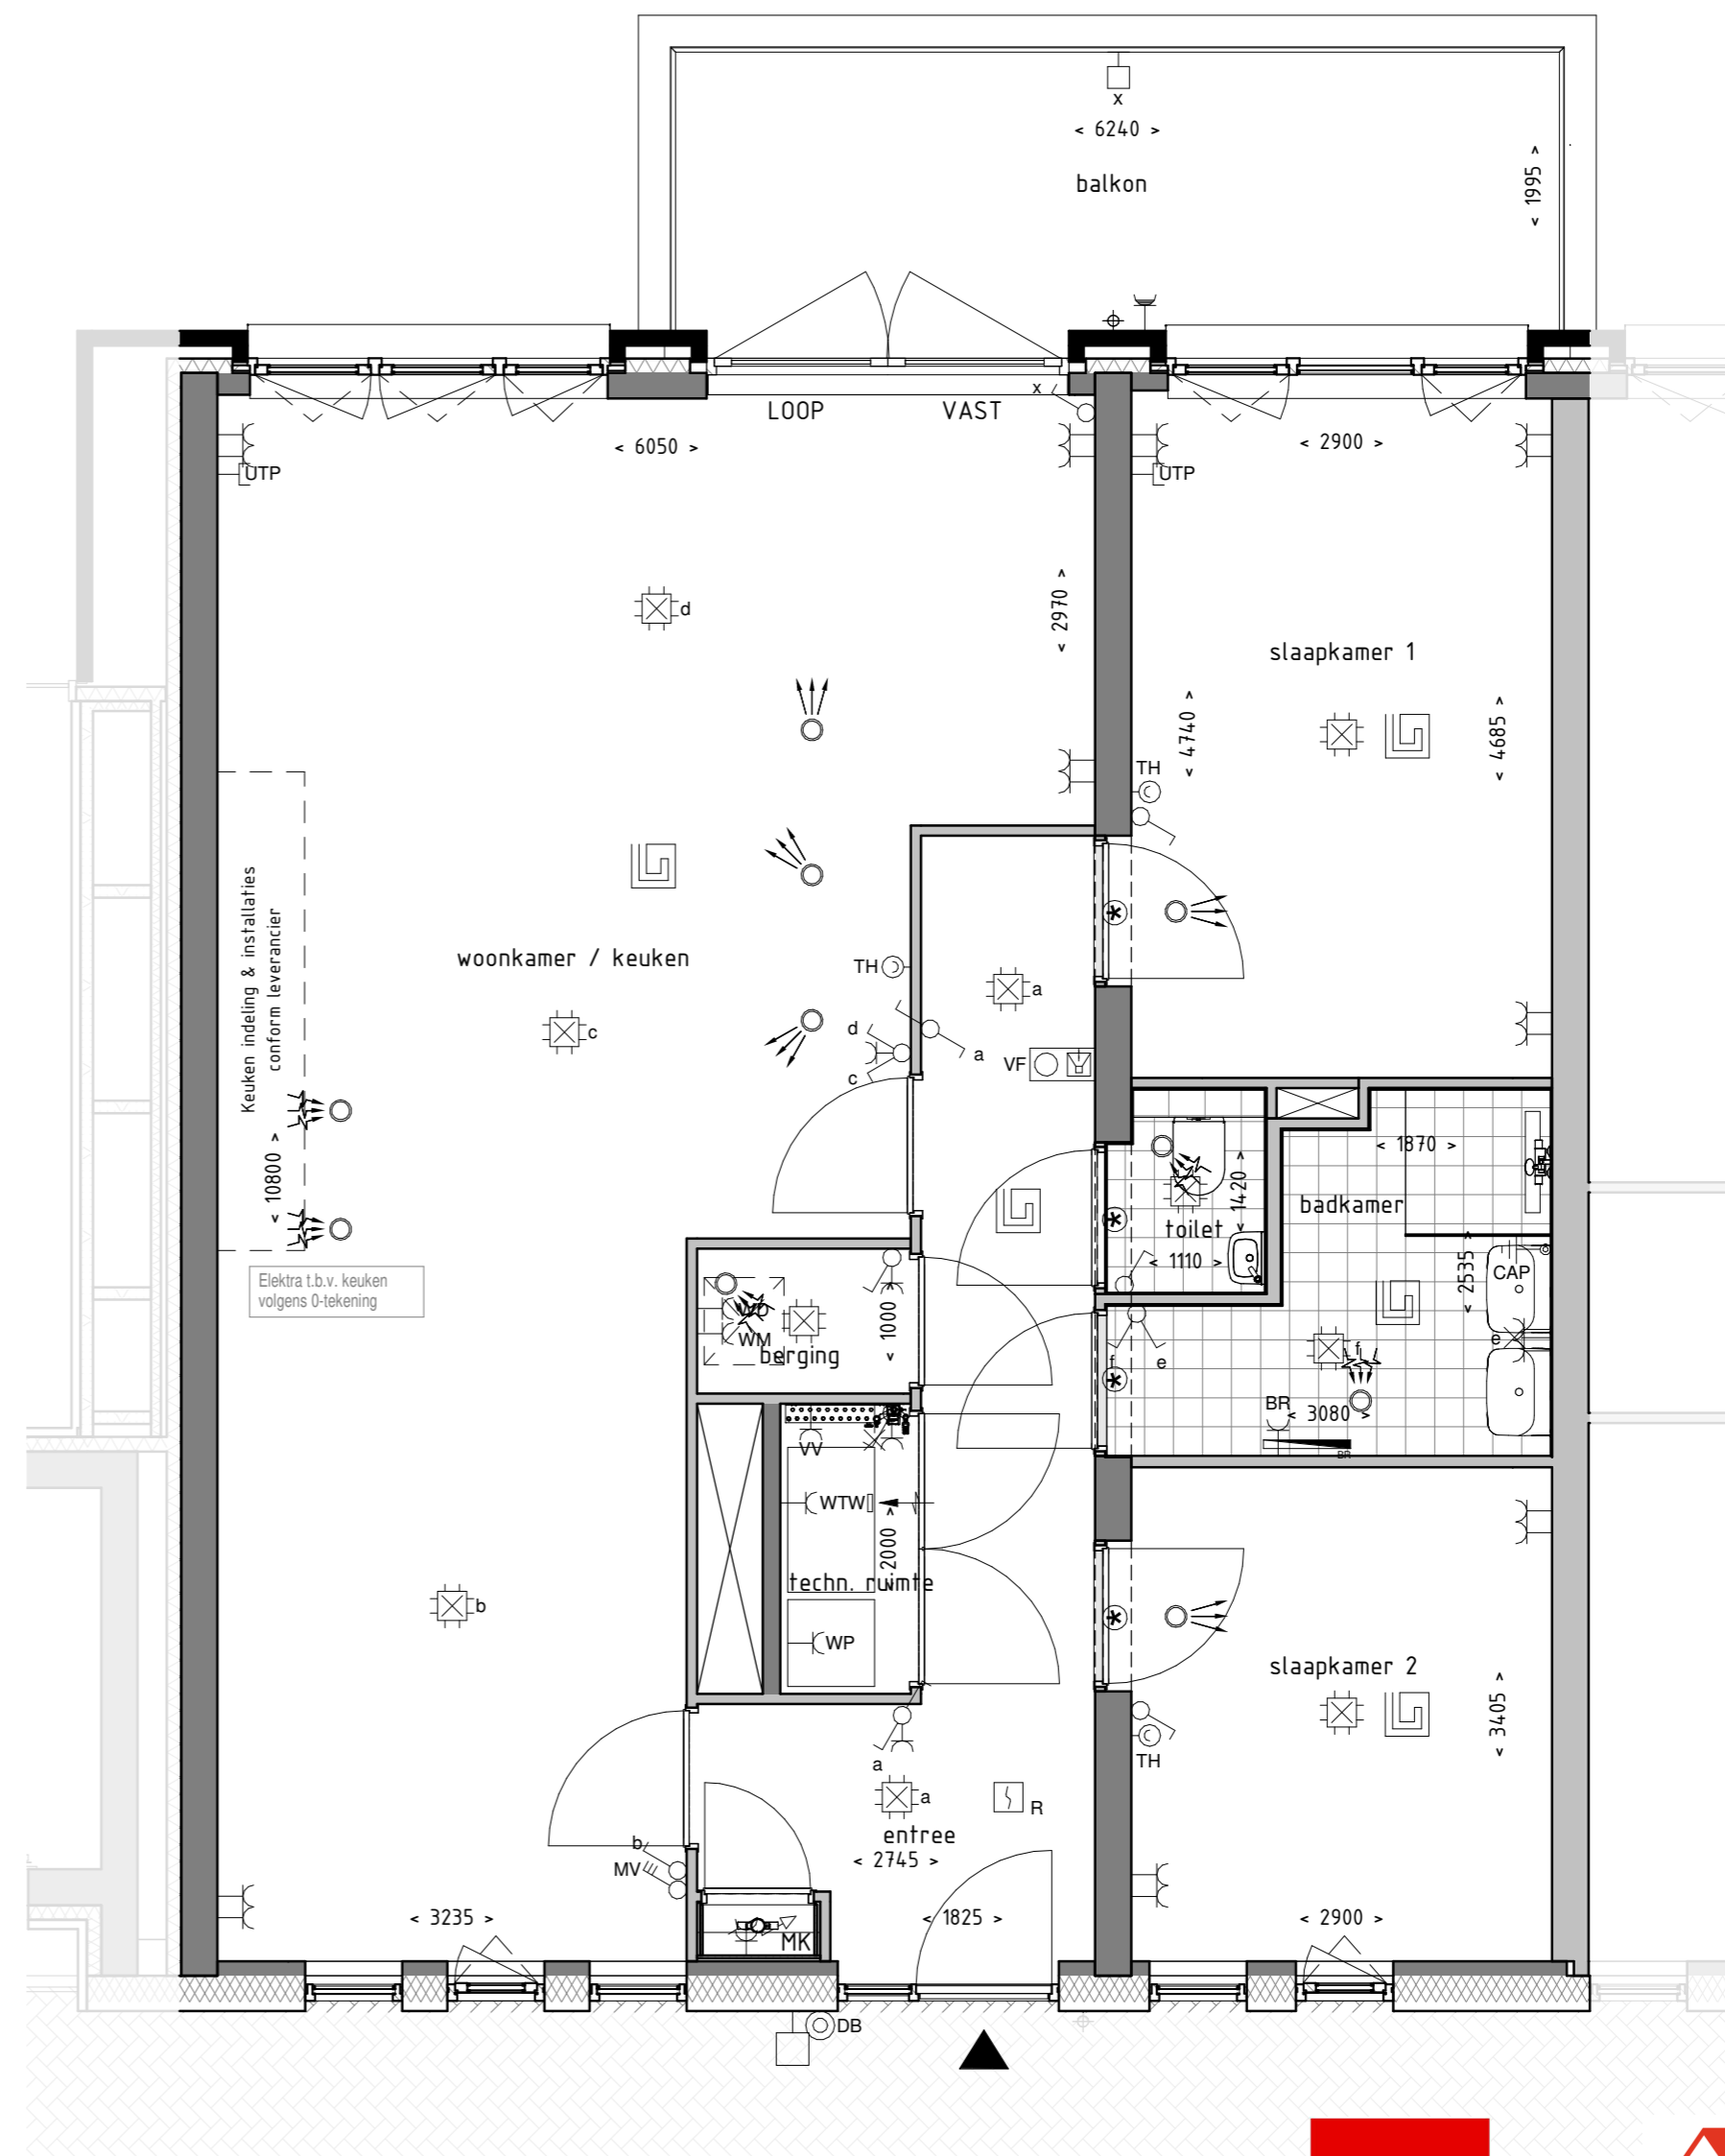 x
< 6240 >
balkon
< 1995 >
LOOP
VAST
x
< 6050 >
< 2900 >
UTP
UTP
< 2970 >
d
slaapkamer 1
< 4740 >
< 4685 >
TH
Keuken indeling & installaties
conform leverancier
woonkamer / keuken
TH
a
c
d
c
a
VF
< 10800 >
< 1870 >
< 1420 >
badkamer
toilet
< 1110 >
< 2535 >
CAP
Elektra t.b.v. keuken
volgens 0-tekening
WD
WM
< 1000 >
berging
f
e
f
e
BR
< 3080 >
VV
WTW
< 2000 >
techn. ruimte
WP
b
slaapkamer 2
< 3405 >
TH
a
a
R
entree
< 2745 >
b
MV
< 3235 >
< 1825 >
< 2900 >
MK
DB